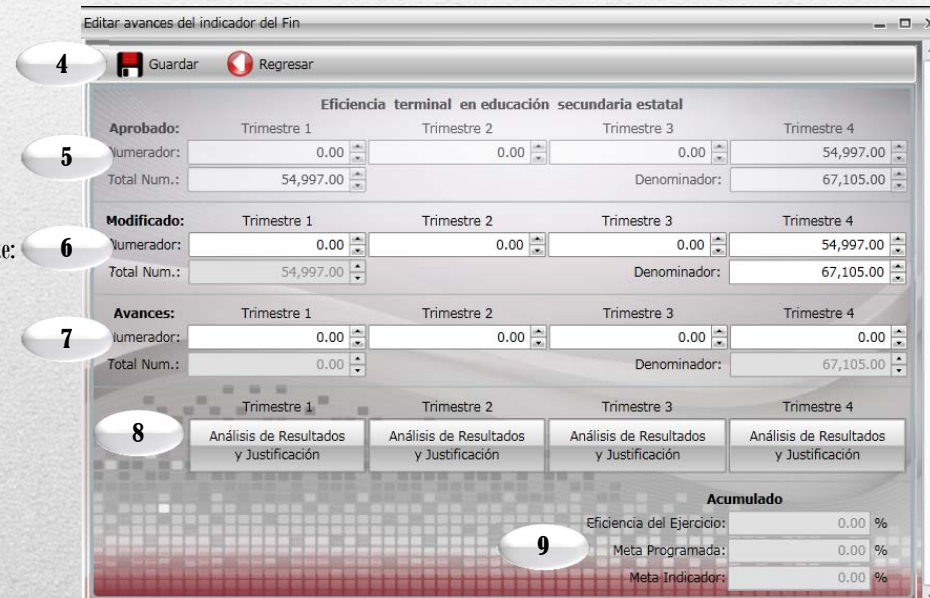 Editar avances del indicador del Fin
4 Guardar Regresar
Eficiencia terminal en educación secundaria estatal
Aprobado: Trimestre 1 Trimestre 2 Trimestre 3 Trimestre 4
5 Numerador: 0.00 0.00 0.00 54,997.00
Total Num.: 54,997.00 Denominador: 67,105.00
Modificado: Trimestre 1 Trimestre 2 Trimestre 3 Trimestre 4
6 Numerador: 0.00 0.00 0.00 54,997.00
Total Num.: 54,997.00 Denominador: 67,105.00
Avances: Trimestre 1 Trimestre 2 Trimestre 3 Trimestre 4
7 Numerador: 0.00 0.00 0.00 0.00
Total Num.: 0.00 Denominador: 67,105.00
Trimestre 1 Trimestre 2 Trimestre 3 Trimestre 4
8 Análisis de Resultados Análisis de Resultados Análisis de Resultados Análisis de Resultados
y Justificación y Justificación y Justificación y Justificación
Acumulado
Eficiencia del Ejercicio: 0.00 %
9 Meta Programada: 0.00 %
Meta Indicador: 0.00 %